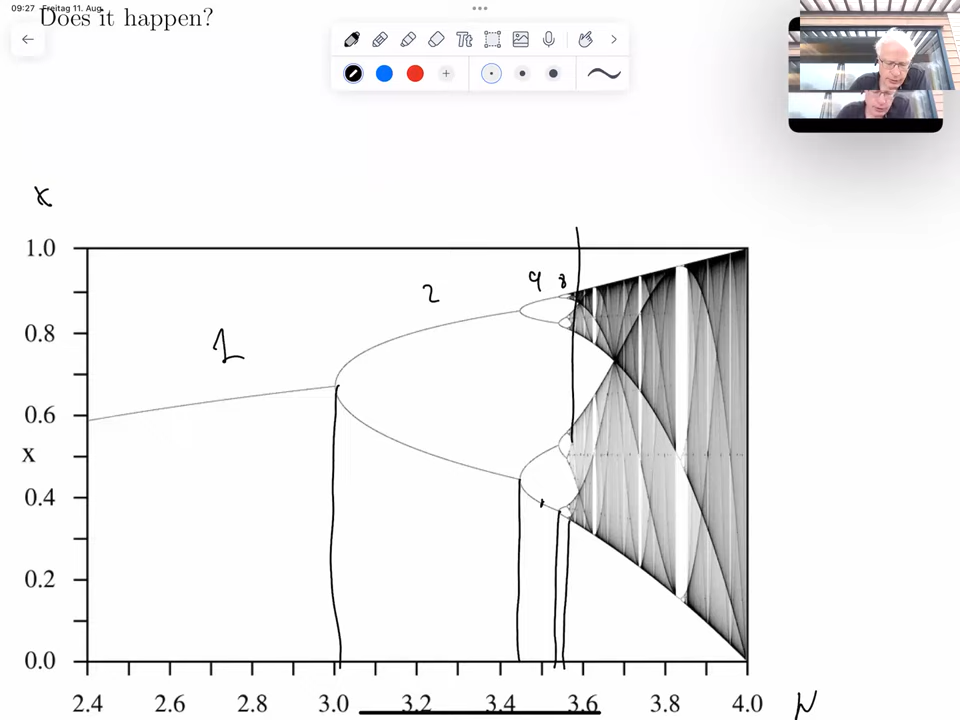 09:27 Freitag 11. Aug.
Does it happen?
Tt
x
1.0
4 8
2
0.8
1
0.6
x
0.4
0.2
0.0
2.4 2.6 2.8 3.0 3.2 3.4 3.6 3.8 4.0 μ